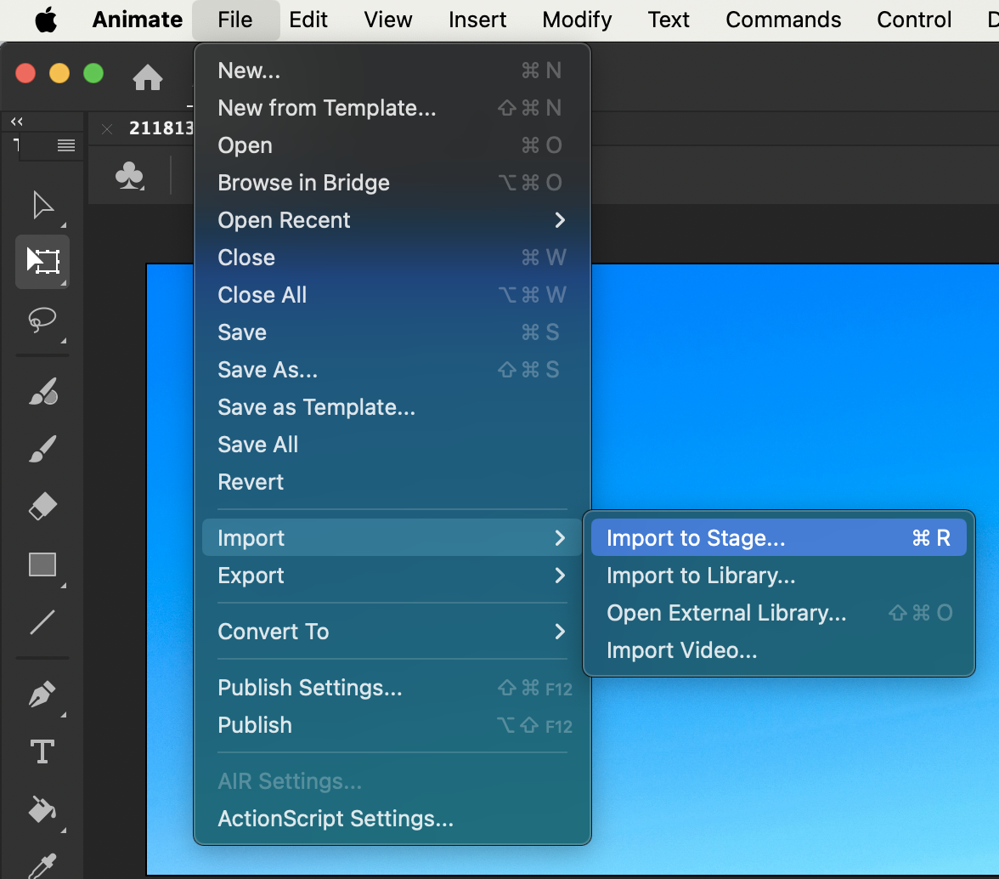 Animate File Edit View Insert Modify Text Commands Control D
211813
New... ⌘ N
New from Template... ⇧ ⌘ N
Open ⌘ O
Browse in Bridge ⌥ ⌘ O
Open Recent
Close ⌘ W
Close All ⌥ ⌘ W
Save ⌘ S
Save As... ⇧ ⌘ S
Save as Template...
Save All
Revert
Import
Export
Convert To
Publish Settings... ⇧ ⌘ F12
Publish ⌥ ⇧ F12
AIR Settings...
ActionScript Settings...
Import to Stage... ⌘ R
Import to Library...
Open External Library... ⇧ ⌘ O
Import Video...